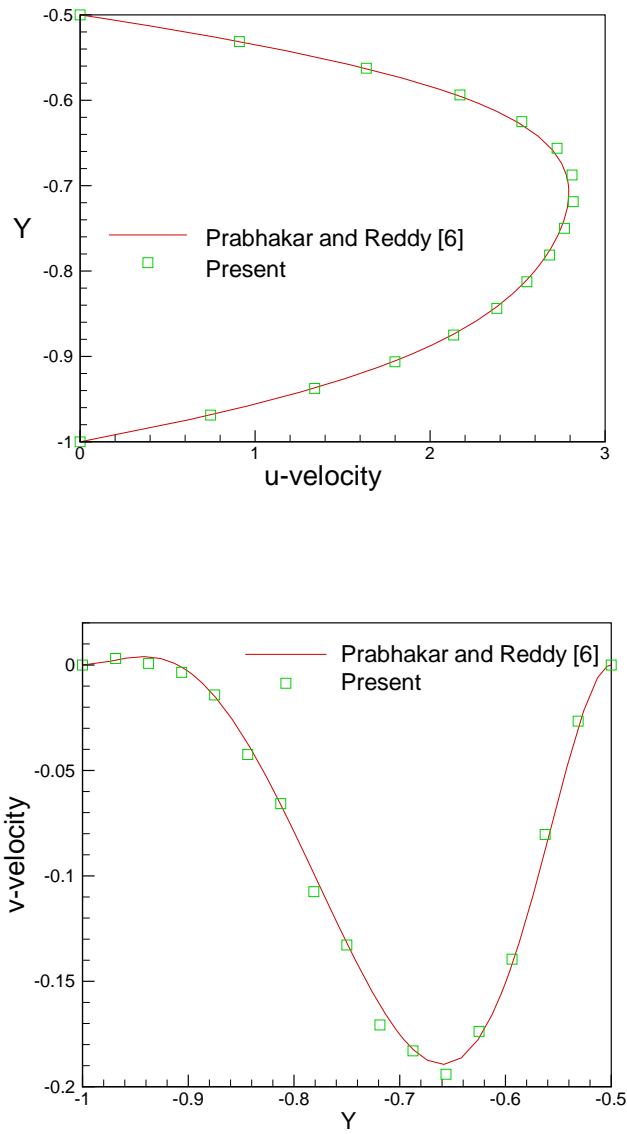 -0.5
-0.6
-0.7
Y
Prabhakar and Reddy [6]
Present
-0.8
-0.9
-1
0
1
2
3
u-velocity
0
Prabhakar and Reddy [6]
Present
-0.05
v-velocity
-0.1
-0.15
-0.2
-1
-0.9
-0.8
-0.7
-0.6
-0.5
Y